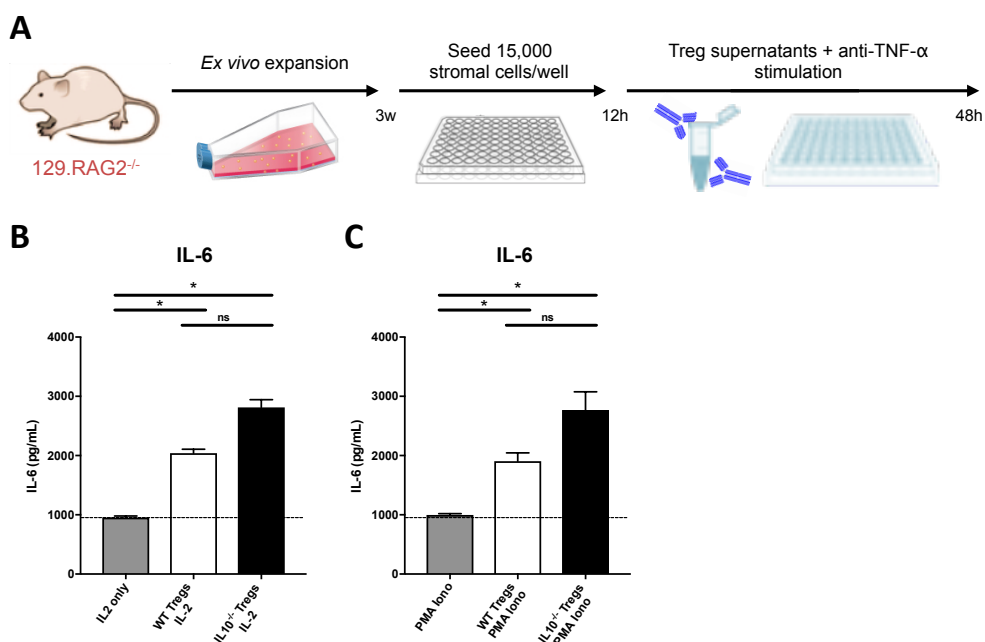 A
Ex vivo expansion
Seed 15,000
stromal cells/well
Treg supernatants + anti-TNF-α
stimulation
3w
12h
48h
129.RAG2-/-
B
IL-6
*
*
ns
4000
3000
2000
1000
0
IL-6 (pg/mL)
IL2 only
WT Tregs
IL-2
IL10-/- Tregs
IL-2
C
IL-6
*
*
ns
4000
3000
2000
1000
0
IL-6 (pg/mL)
PMA Iono
WT Tregs
PMA Iono
IL10-/- Tregs
PMA Iono